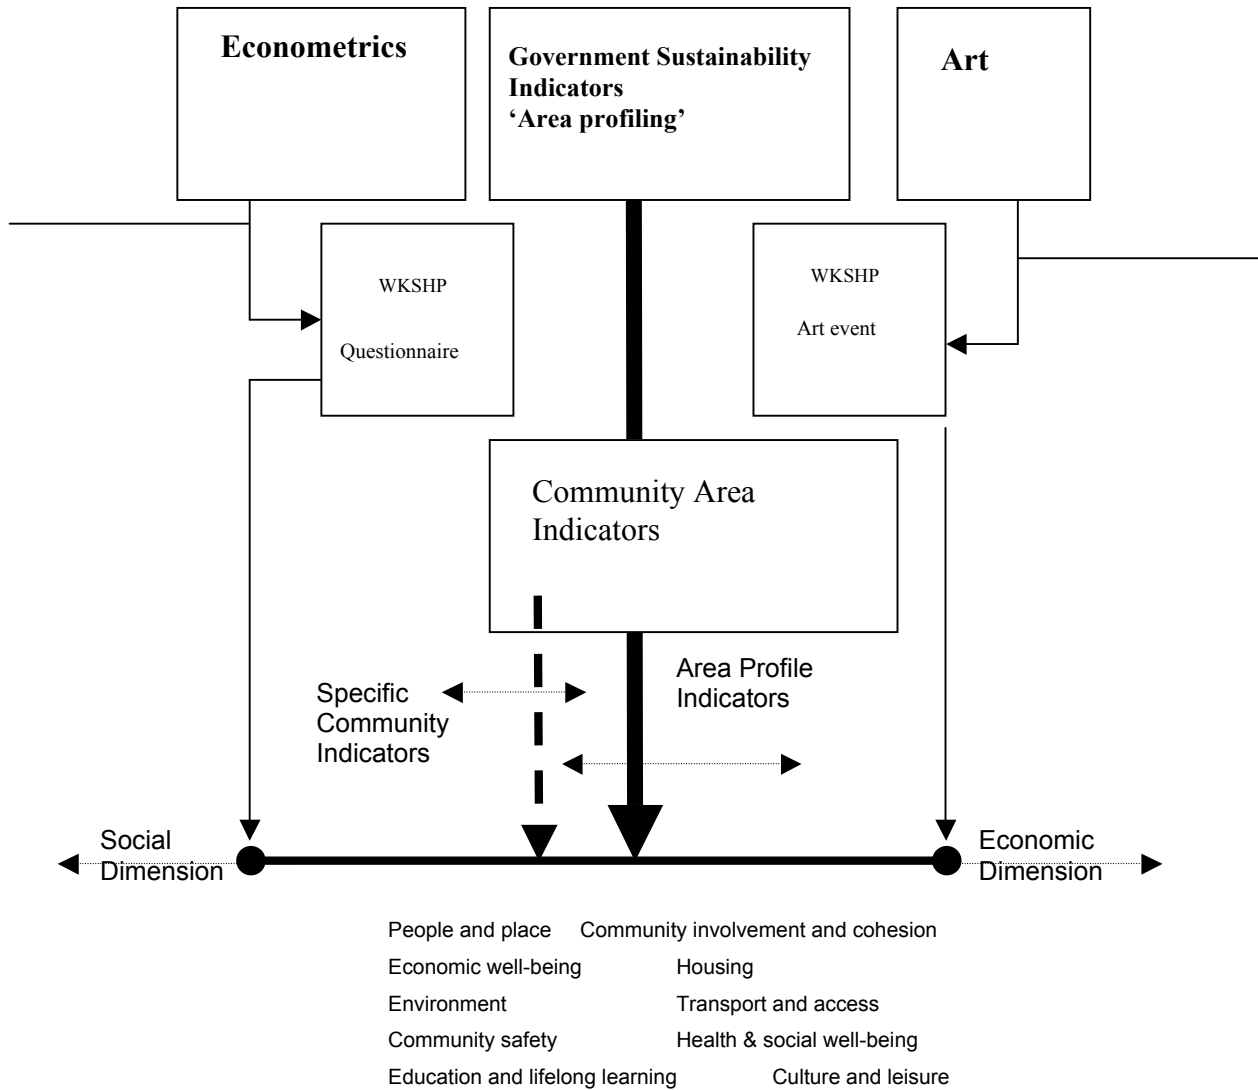 Econometrics
Government Sustainability
Indicators
‘Area profiling’
Art
WKSHP
Questionnaire
WKSHP
Art event
Community Area
Indicators
Specific
Community
Indicators
Area Profile
Indicators
Social
Dimension
Economic
Dimension
People and place Community involvement and cohesion
Economic well-being Housing
Environment Transport and access
Community safety Health & social well-being
Education and lifelong learning Culture and leisure